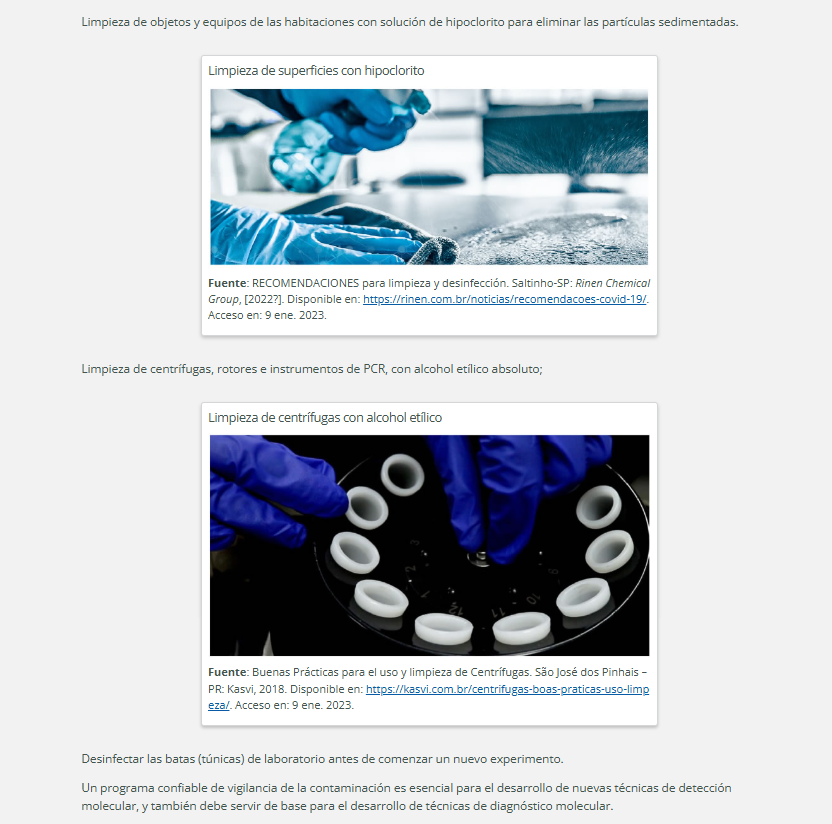 Limpieza de objetos y equipos de las habitaciones con solución de hipoclorito para eliminar las partículas sedimentadas.
Limpieza de superficies con hipoclorito
Fuente: RECOMENDACIONES para limpieza y desinfección. Saltinho-SP: Rinen Chemical
Group, [2022?]. Disponible en: https://rinen.com.br/noticias/recomendacoes-covid-19/.
Acceso en: 9 ene. 2023.
Limpieza de centrífugas, rotores e instrumentos de PCR, con alcohol etílico absoluto;
Limpieza de centrífugas con alcohol etílico
Fuente: Buenas Prácticas para el uso y limpieza de Centrífugas. São José dos Pinhais –
PR: Kasvi, 2018. Disponible en: https://kasvi.com.br/centrifugas-boas-praticas-uso-limp
eza/. Acceso en: 9 ene. 2023.
Desinfectar las batas (túnicas) de laboratorio antes de comenzar un nuevo experimento.
Un programa confiable de vigilancia de la contaminación es esencial para el desarrollo de nuevas técnicas de detección
molecular, y también debe servir de base para el desarrollo de técnicas de diagnóstico molecular.